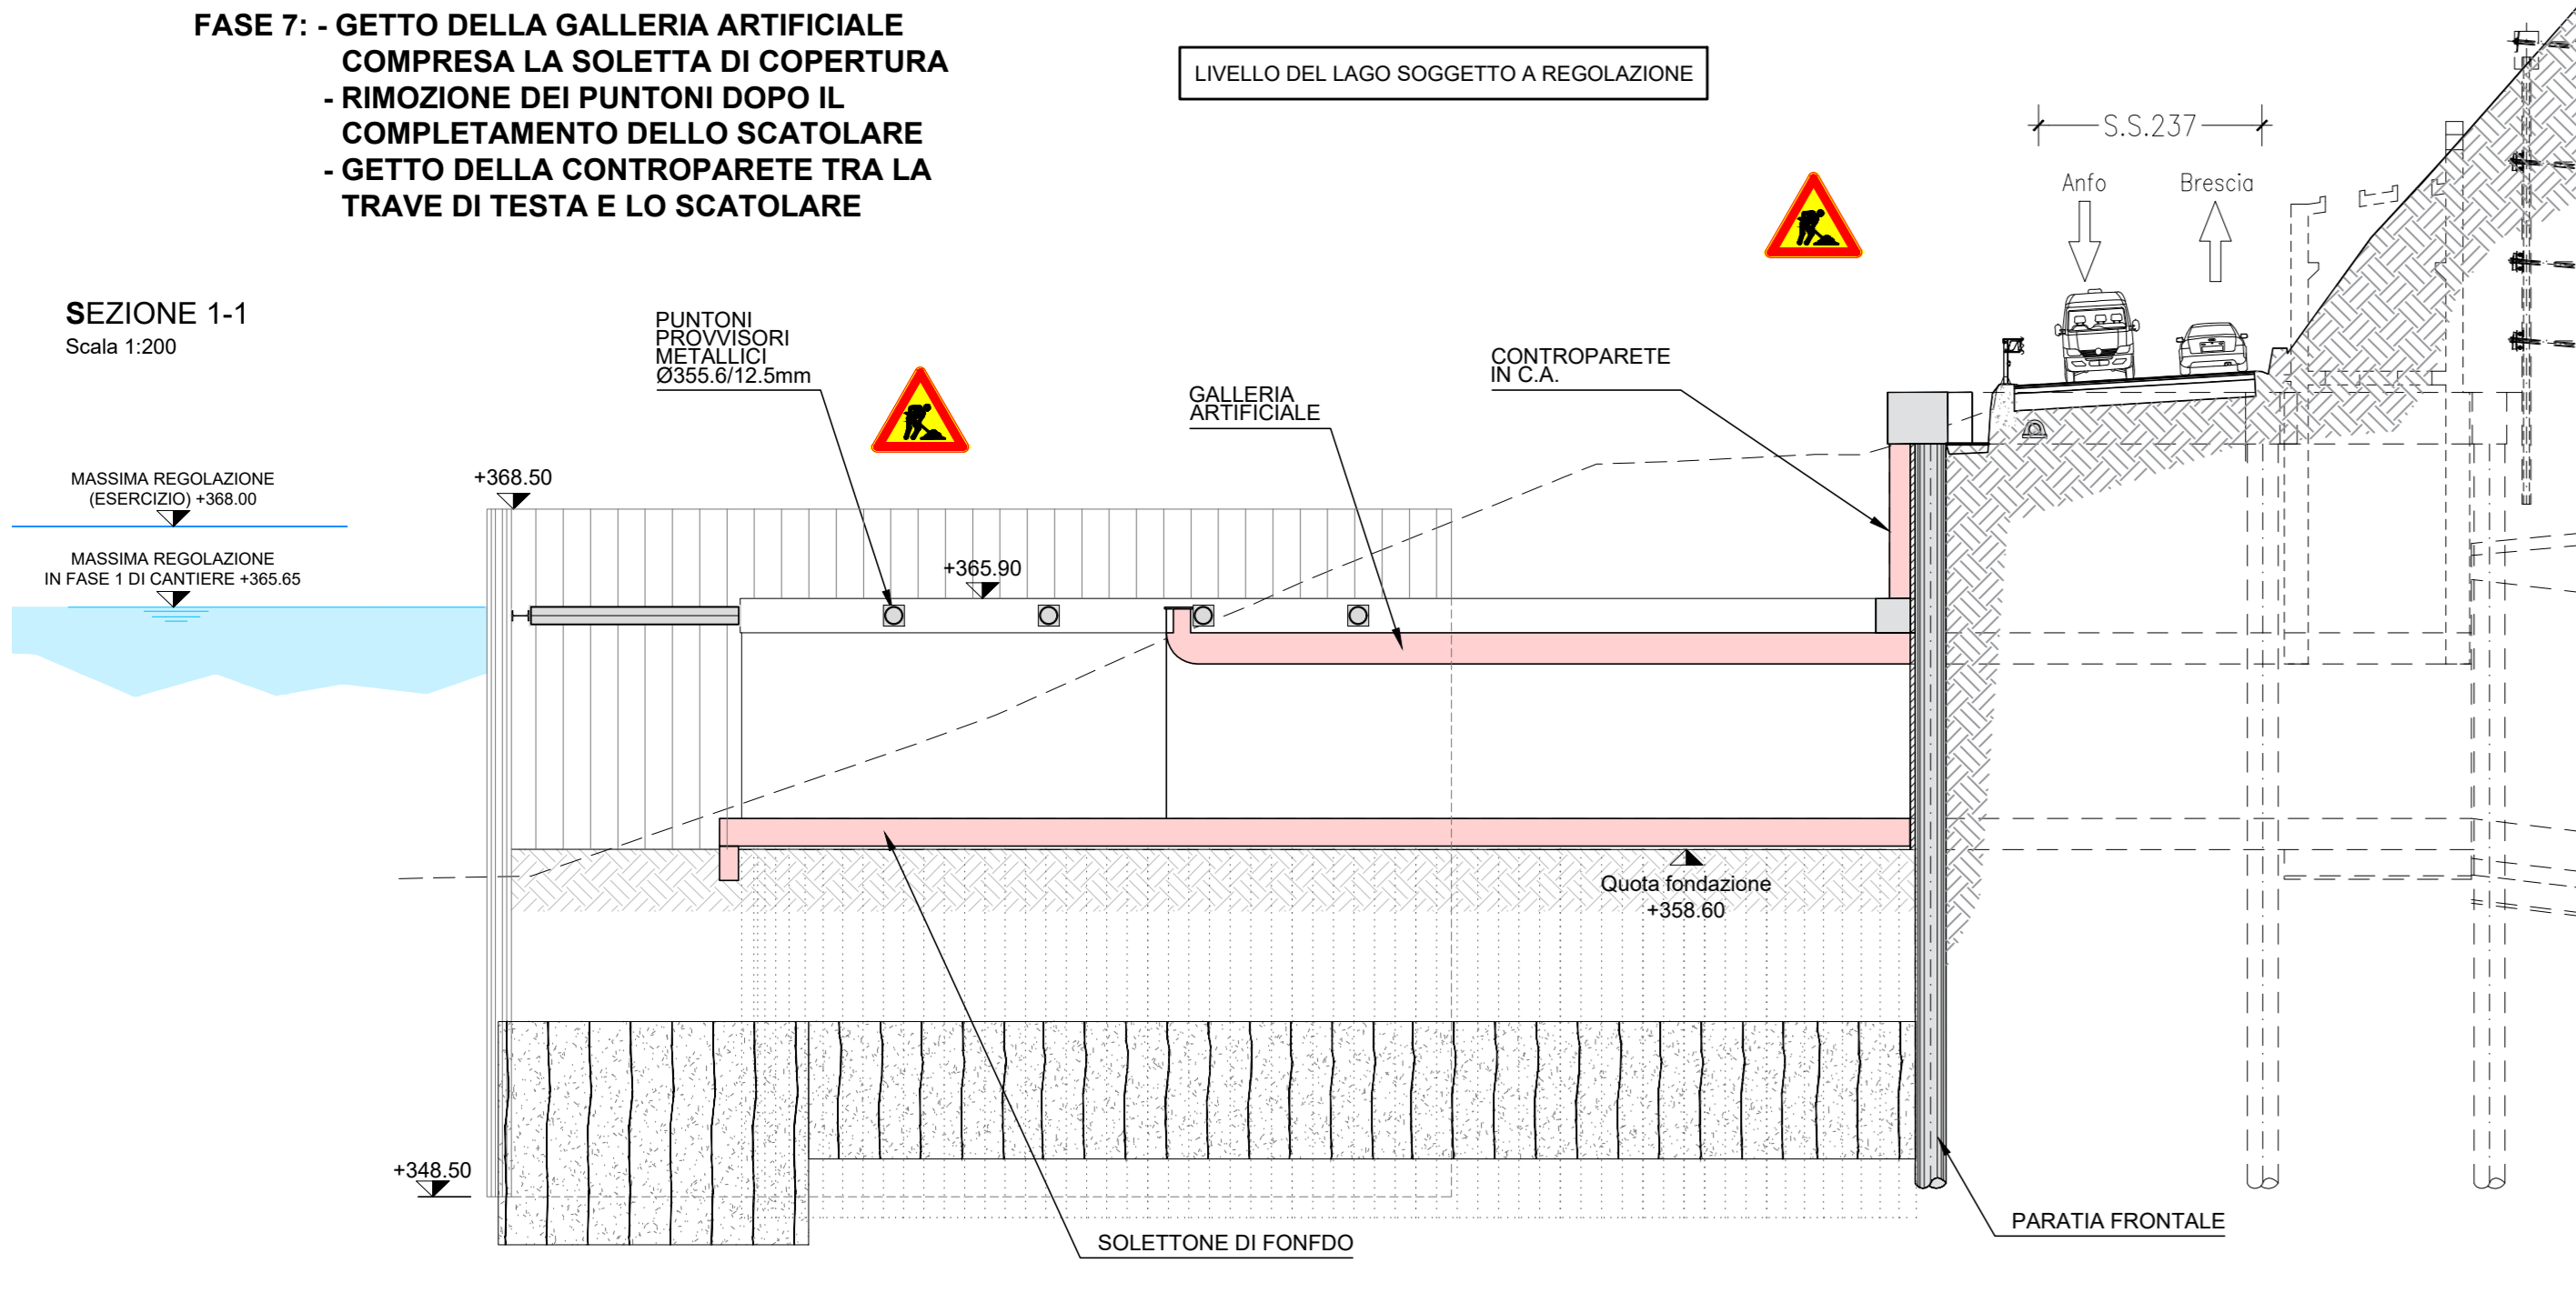 FASE 7: - GETTO DELLA GALLERIA ARTIFICIALE
COMPRESA LA SOLETTA DI COPERTURA
- RIMOZIONE DEI PUNTONI DOPO IL
COMPLETAMENTO DELLO SCATOLARE
- GETTO DELLA CONTROPARETE TRA LA
TRAVE DI TESTA E LO SCATOLARE
LIVELLO DEL LAGO SOGGETTO A REGOLAZIONE
S.S.237
Anfo
Brescia
SEZIONE 1-1
Scala 1:200
PUNTONI
PROVVISORI
METALLICI
Ø355.6/12.5mm
CONTROPARETE
IN C.A.
GALLERIA
ARTIFICIALE
MASSIMA REGOLAZIONE
(ESERCIZIO) +368.00
+368.50
MASSIMA REGOLAZIONE
IN FASE 1 DI CANTIERE +365.65
+365.90
Quota fondazione
+358.60
+348.50
SOLETTONE DI FONFDO
PARATIA FRONTALE